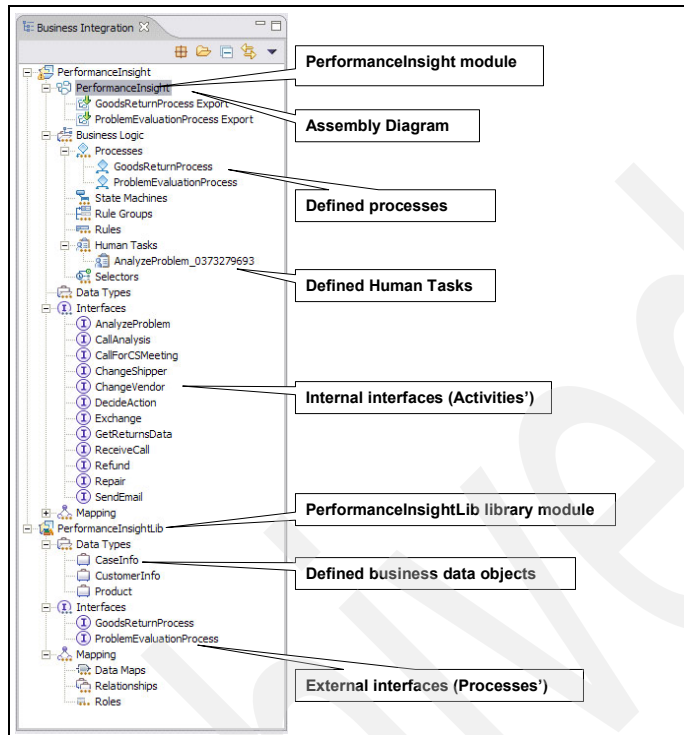 Business Integration
PerformanceInsight
PerformanceInsight
GoodsReturnProcess Export
ProblemEvaluationProcess Export
Business Logic
Processes
GoodsReturnProcess
ProblemEvaluationProcess
State Machines
Rule Groups
Rules
Human Tasks
AnalyzeProblem_0373279693
Selectors
Data Types
Interfaces
AnalyzeProblem
CallAnalysis
CallForCSMeeting
ChangeShipper
ChangeVendor
DecideAction
Exchange
GetReturnsData
ReceiveCall
Refund
Repair
SendEmail
Mapping
PerformanceInsightLib
Data Types
CaseInfo
CustomerInfo
Product
Interfaces
GoodsReturnProcess
ProblemEvaluationProcess
Mapping
Data Maps
Relationships
Roles
PerformanceInsight module
Assembly Diagram
Defined processes
Defined Human Tasks
Internal interfaces (Activities')
PerformanceInsightLib library module
Defined business data objects
External interfaces (Processes')